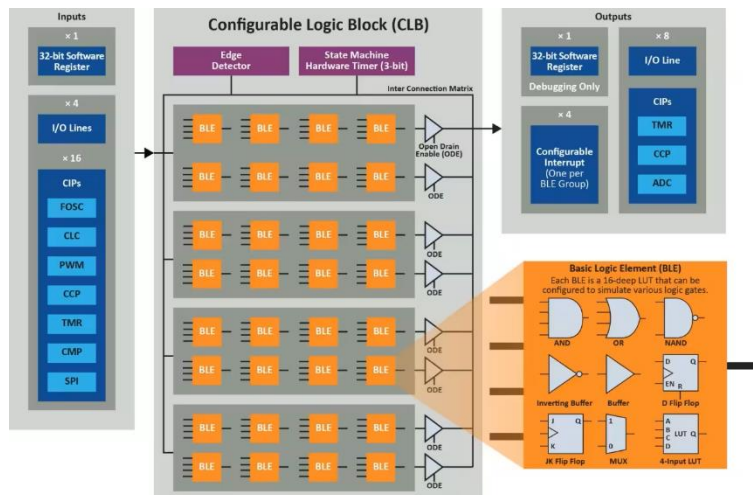 Inputs
× 1
32-bit Software
Register
× 4
I/O Lines
× 16
CIPs
FOSC
CLC
PWM
CCP
TMR
CMP
SPI
Configurable Logic Block (CLB)
Edge
Detector
State Machine
Hardware Timer (3-bit)
Inter Connection Matrix
BLE BLE BLE BLE
Open Drain
Enable (ODE)
BLE BLE BLE BLE
ODE
BLE BLE BLE BLE
ODE
BLE BLE BLE BLE
ODE
BLE BLE BLE BLE
ODE
BLE BLE BLE BLE
ODE
BLE BLE BLE BLE
ODE
BLE BLE BLE BLE
ODE
Outputs
× 1
32-bit Software
Register
Debugging Only
× 4
Configurable
Interrupt
(One per
BLE Group)
× 8
I/O Line
CIPs
TMR
CCP
ADC
Basic Logic Element (BLE)
Each BLE is a 16-deep LUT that can be
configured to simulate various logic gates.
AND
OR
NAND
Inverting Buffer
Buffer
D Q
EN
R
D Flip Flop
J Q
K
JK Flip Flop
1
0
MUX
A
B
C
D
LUT Q
4-Input LUT